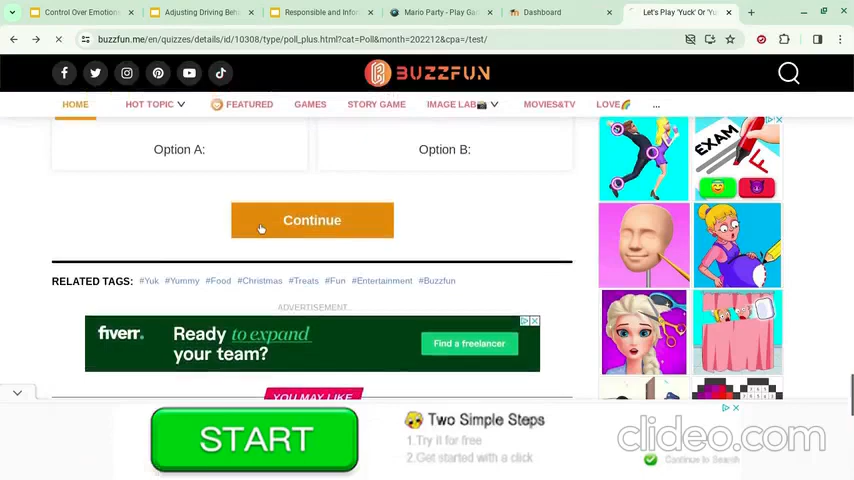 Control Over Emotion
Adjusting Driving Beh
Responsible and Infor
Mario Party - Play Ga
Dashboard
Let's Play 'Yuck' Or 'Yu
buzzfun.me/en/quizzes/details/id/10308/type/poll_plus.html?cat=Poll&month=202212&cpa=/test/
BUZZFUN
HOME
HOT TOPIC
FEATURED
GAMES
STORY GAME
IMAGE LAB
MOVIES&TV
LOVE
...
Option A:
Option B:
EXAM
F
Continue
RELATED TAGS: #Yuk #Yummy #Food #Christmas #Treats #Fun #Entertainment #Buzzfun
ADVERTISEMENT
fiverr.
Ready to expand
your team?
Find a freelancer
YOU MAY LIKE
START
Two Simple Steps
1.Try it for free
2.Get started with a click
Continue to Search
clideo.com